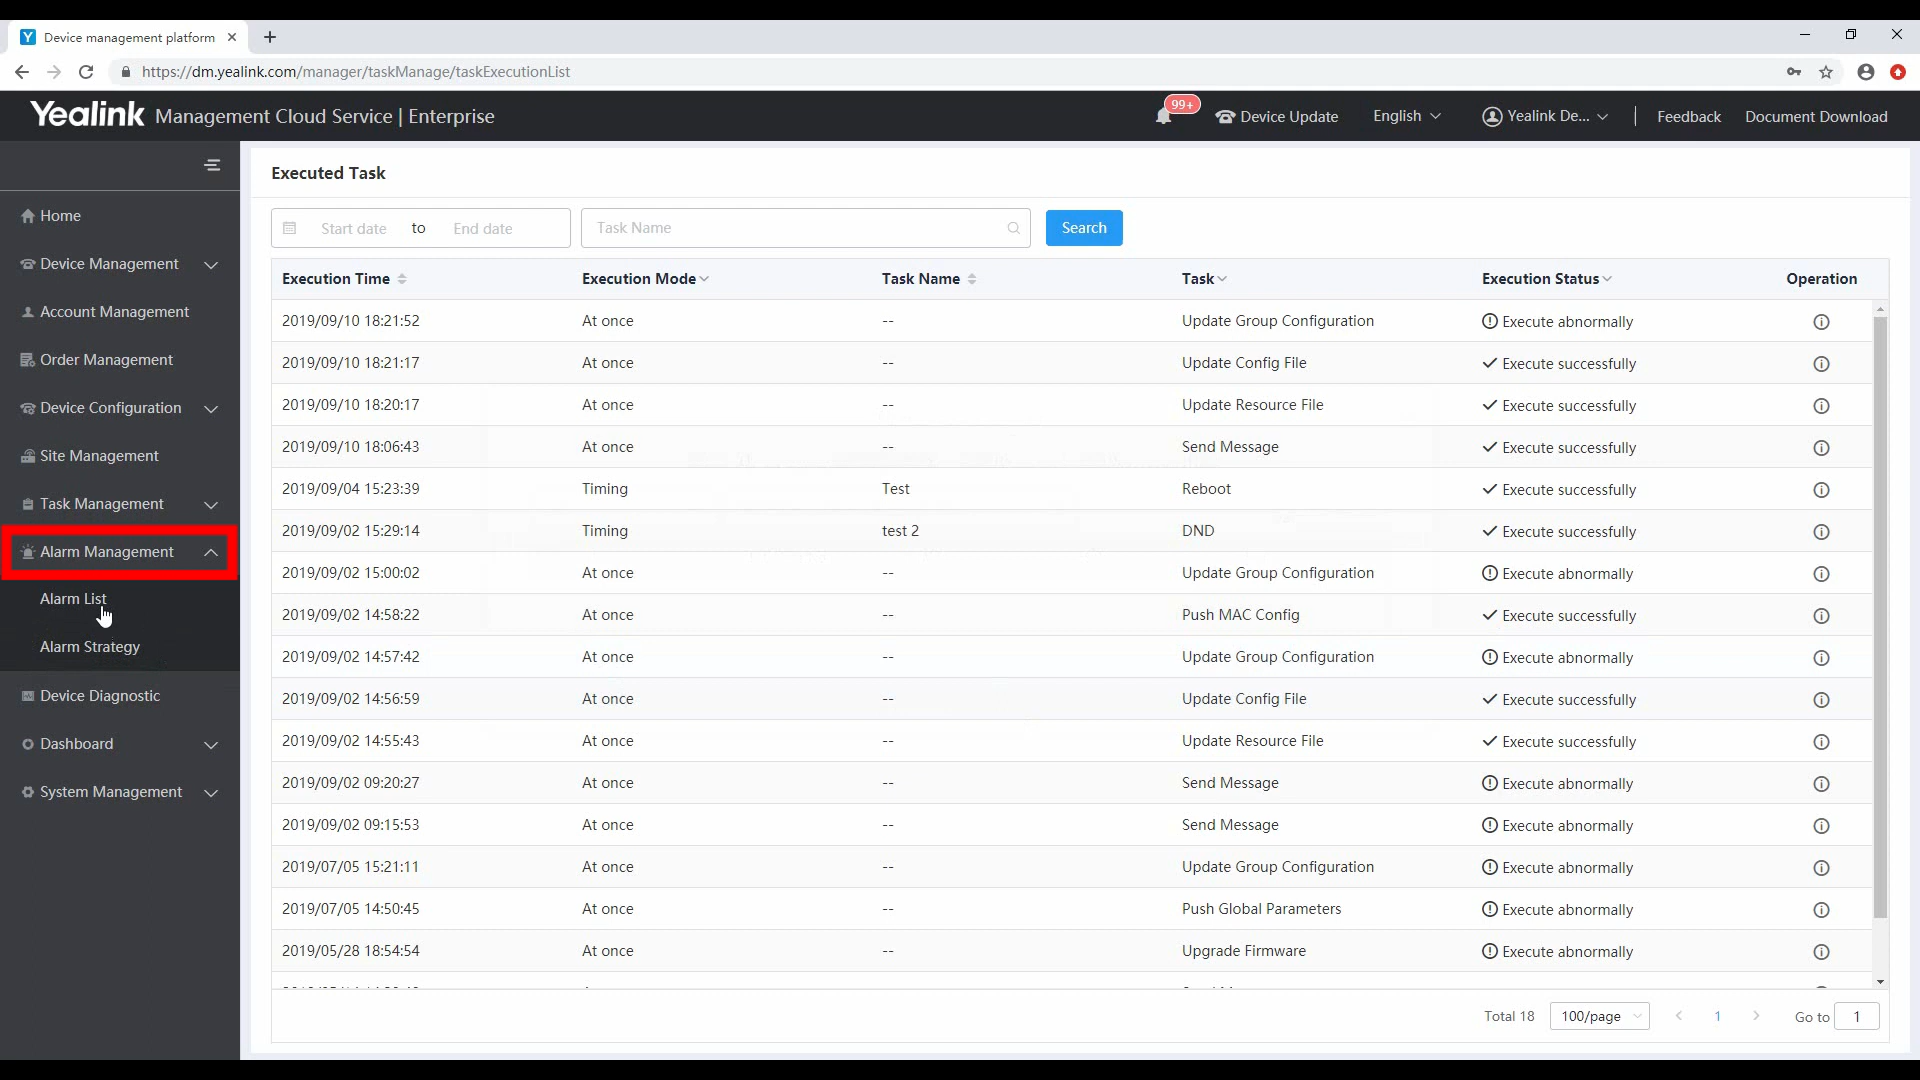 Device management platform
https://dm.yealink.com/manager/taskManage/taskExecutionList
Yealink Management Cloud Service | Enterprise
99+
Device Update
English
Yealink De...
Feedback
Document Download
Home
Device Management
Account Management
Order Management
Device Configuration
Site Management
Task Management
Alarm Management
Alarm List
Alarm Strategy
Device Diagnostic
Dashboard
System Management
Executed Task
Start date to End date
Task Name
Search
Execution Time Execution Mode Task Name Task Execution Status Operation
2019/09/10 18:21:52 At once -- Update Group Configuration Execute abnormally
2019/09/10 18:21:17 At once -- Update Config File Execute successfully
2019/09/10 18:20:17 At once -- Update Resource File Execute successfully
2019/09/10 18:06:43 At once -- Send Message Execute successfully
2019/09/04 15:23:39 Timing Test Reboot Execute successfully
2019/09/02 15:29:14 Timing test 2 DND Execute successfully
2019/09/02 15:00:02 At once -- Update Group Configuration Execute abnormally
2019/09/02 14:58:22 At once -- Push MAC Config Execute successfully
2019/09/02 14:57:42 At once -- Update Group Configuration Execute abnormally
2019/09/02 14:56:59 At once -- Update Config File Execute successfully
2019/09/02 14:55:43 At once -- Update Resource File Execute successfully
2019/09/02 09:20:27 At once -- Send Message Execute abnormally
2019/09/02 09:15:53 At once -- Send Message Execute abnormally
2019/07/05 15:21:11 At once -- Update Group Configuration Execute abnormally
2019/07/05 14:50:45 At once -- Push Global Parameters Execute abnormally
2019/05/28 18:54:54 At once -- Upgrade Firmware Execute abnormally
Total 18 100/page 1 Go to 1